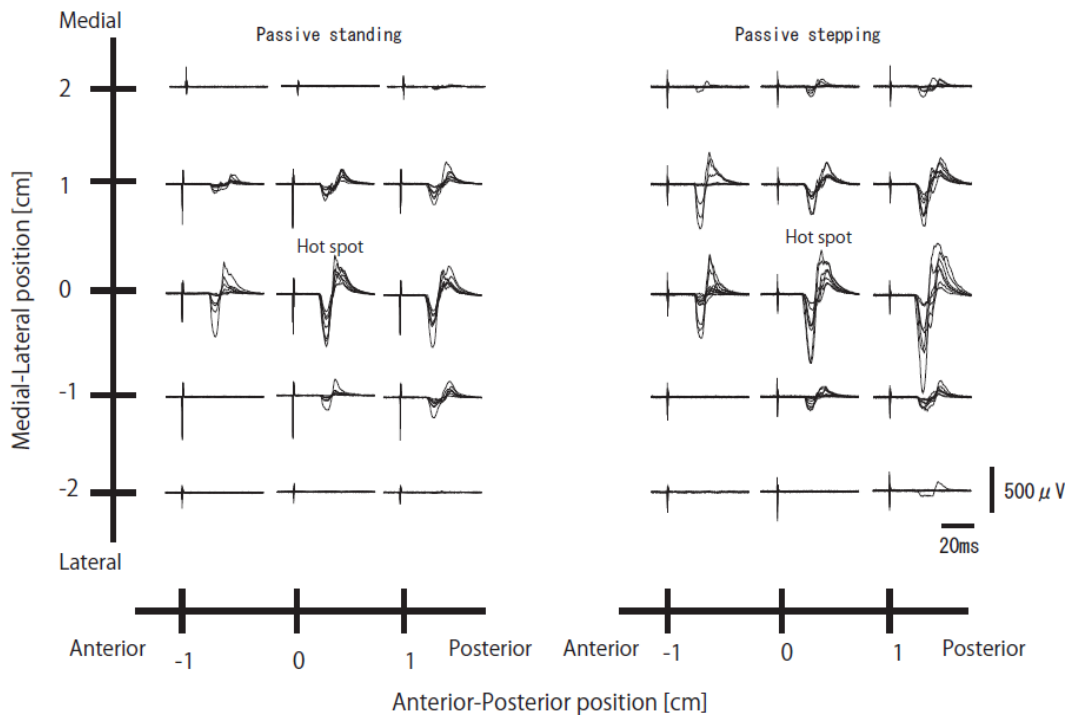 Medial
Passive standing
Passive stepping
2
1
Hot spot
Hot spot
0
-1
-2
500 μV
20ms
Lateral
Medial-Lateral position [cm]
Anterior
-1
0
1
Posterior
Anterior
-1
0
1
Posterior
Anterior-Posterior position [cm]